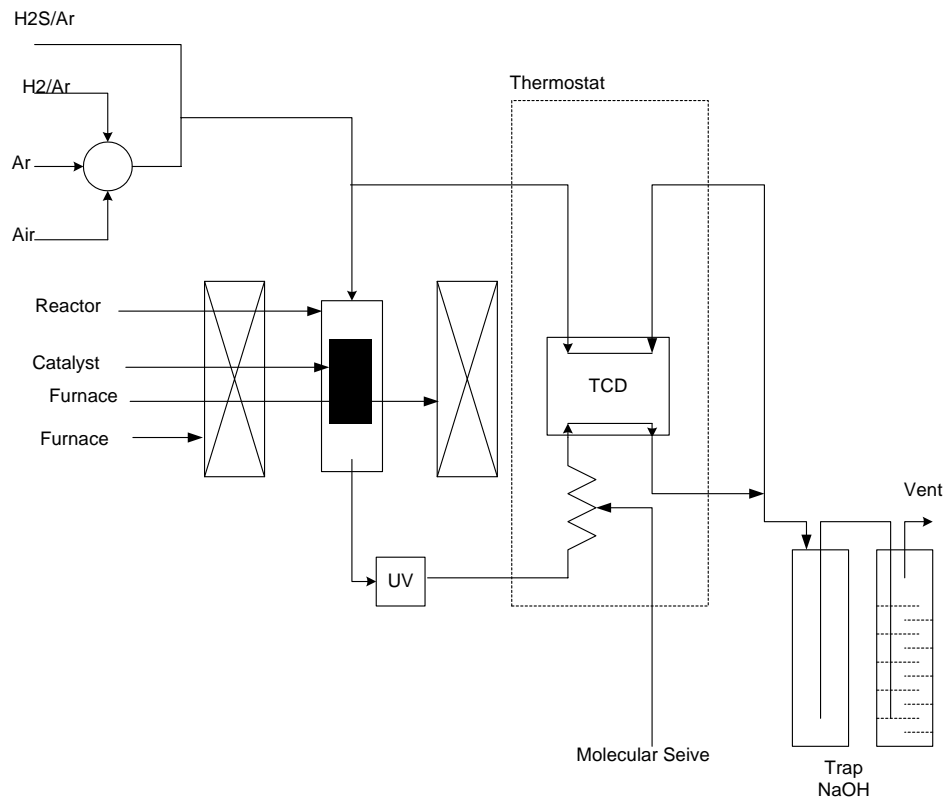 H2S/Ar
H2/Ar
Thermostat
Ar
Air
Reactor
Catalyst
TCD
Furnace
Furnace
Vent
UV
Molecular Seive
Trap
NaOH